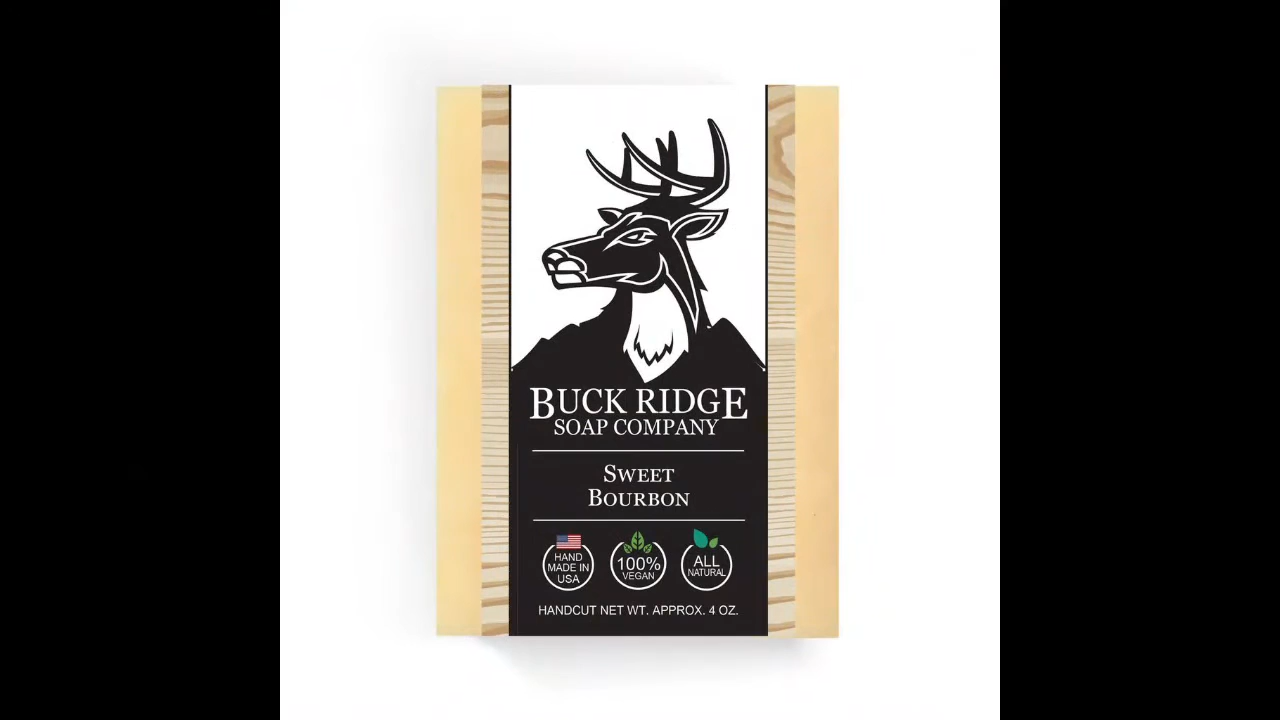 BUCK RIDGE
SOAP COMPANY
SWEET
BOURBON
HAND
MADE IN
USA
100%
VEGAN
ALL
NATURAL
HANDCUT NET WT. APPROX. 4 OZ.